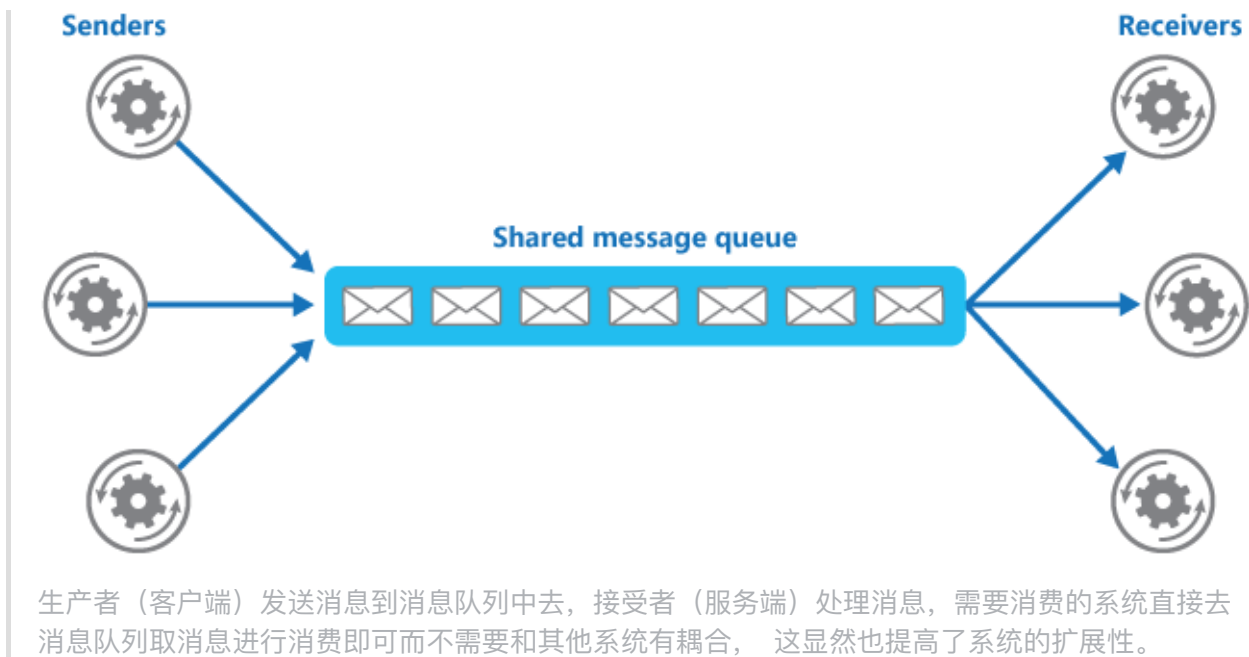 Senders
Receivers
Shared message queue
生产者（客户端）发送消息到消息队列中去，接受者（服务端）处理消息，需要消费的系统直接去
消息队列取消息进行消费即可而不需要和其他系统有耦合， 这显然也提高了系统的扩展性。